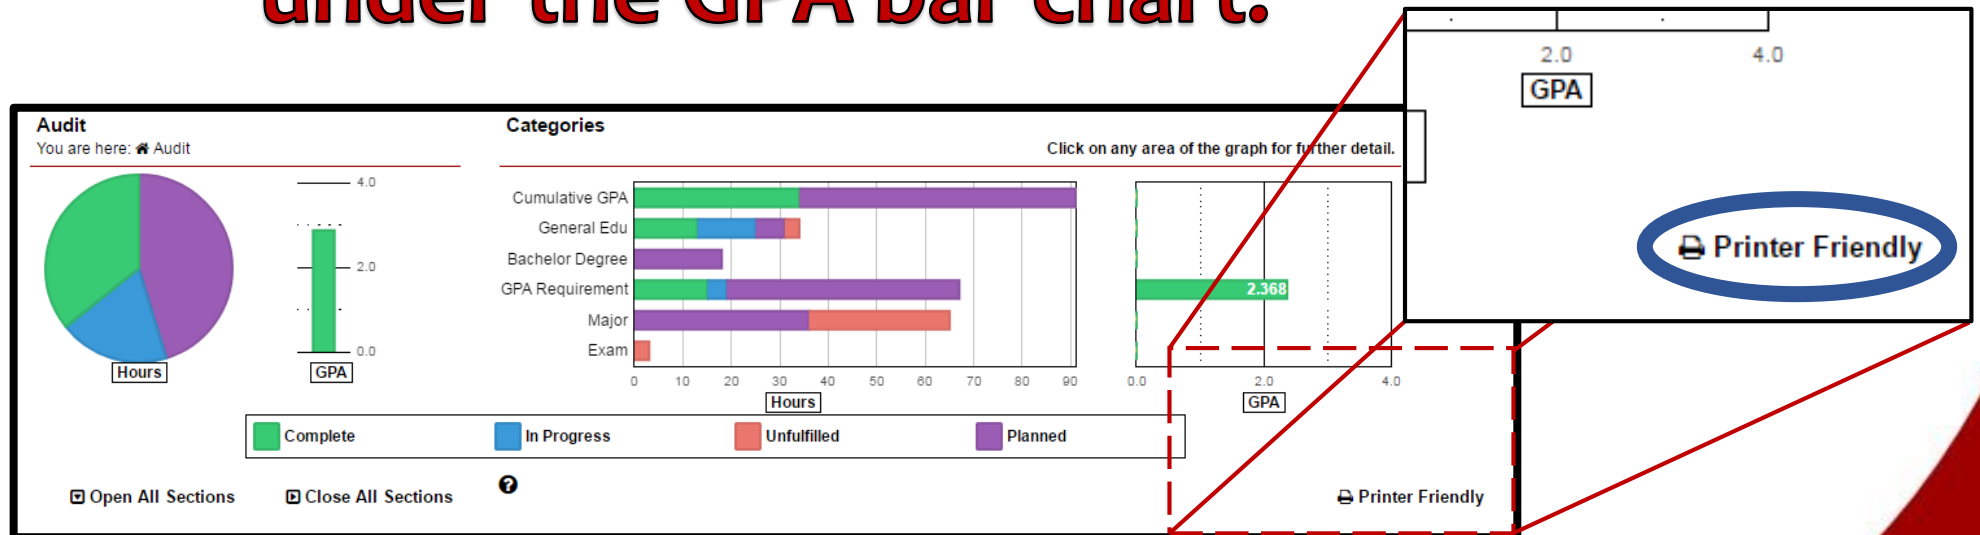 under the GPA bar chart.
2.0 4.0
GPA
Printer Friendly
Audit
You are here: Audit
Categories
Click on any area of the graph for further detail.
4.0
2.0
0.0
Hours
GPA
Cumulative GPA
General Edu
Bachelor Degree
GPA Requirement
Major
Exam
0 10 20 30 40 50 60 70 80 90
Hours
2.368
0.0 2.0 4.0
GPA
Complete In Progress Unfulfilled Planned
Open All Sections Close All Sections ? Printer Friendly